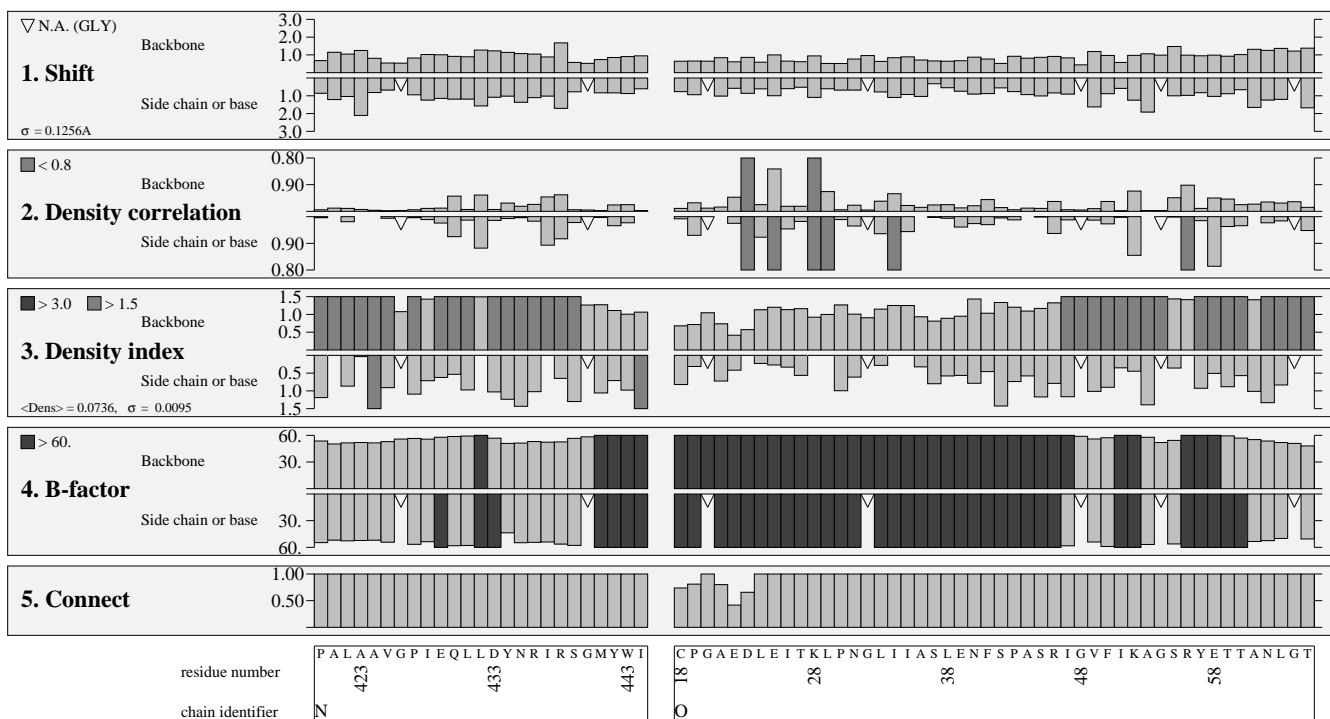 ▽ N.A. (GLY)
Backbone
1. Shift
Side chain or base
σ = 0.1256A
3.0
1.0
1.0
2.0
3.0
< 0.8
Backbone
2. Density correlation
Side chain or base
0.80
0.90
0.90
0.80
> 3.0 > 1.5
Backbone
3. Density index
Side chain or base
<Dens> = 0.0736, σ = 0.0095
1.5
1.0
0.5
0.5
1.0
1.5
> 60.
Backbone
4. B-factor
Side chain or base
60.
30.
30.
60.
5. Connect
1.00
0.50
P A L A A V G P I E Q L L D Y N R I R S G M Y W I C P G A E D L E I T K L P N G L I I A S L E N F S P A S R I G V F I K A G S R Y E T T A N L G T
residue number 423 433 443 18 28 38 48 58
chain identifier N O